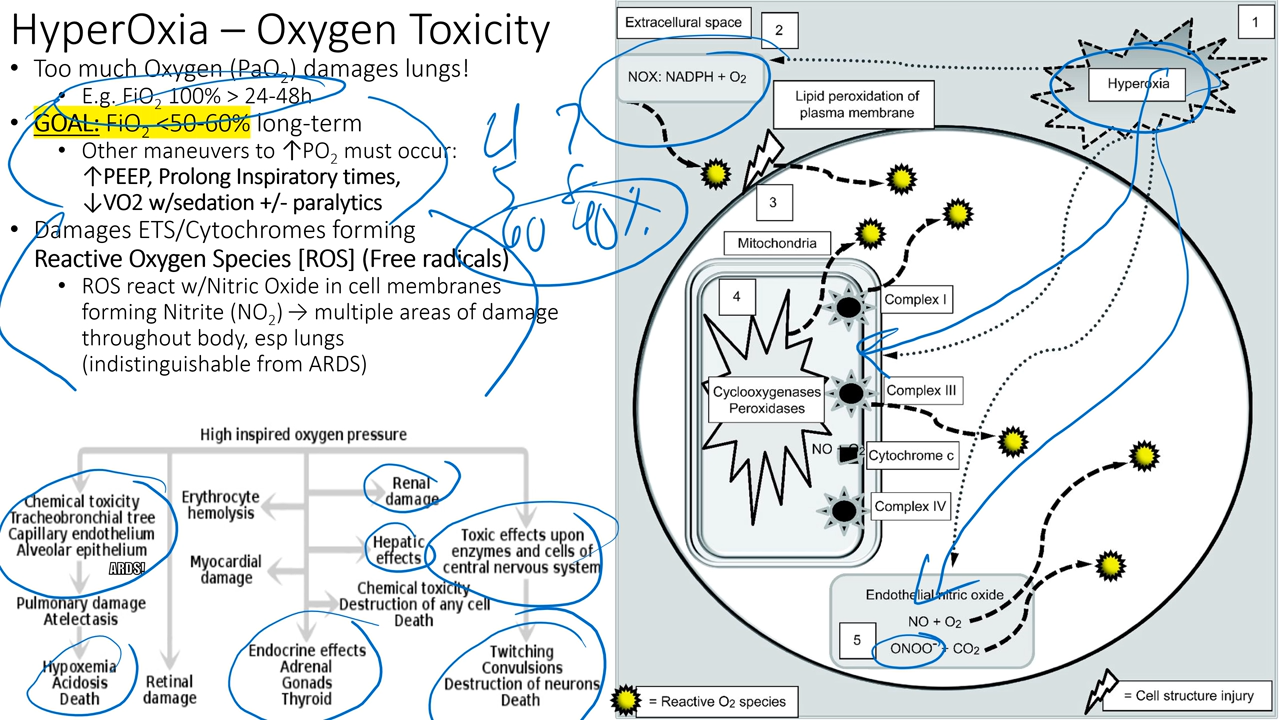 HyperOxia – Oxygen Toxicity
• Too much Oxygen (PaO₂) damages lungs!
• E.g. FiO₂ 100% > 24-48h
• GOAL: FiO₂ <50-60% long-term
• Other maneuvers to ↑PO₂ must occur:
↑PEEP, Prolong Inspiratory times,
↓VO2 w/sedation +/- paralytics
• Damages ETS/Cytochromes forming
Reactive Oxygen Species [ROS] (Free radicals)
• ROS react w/Nitric Oxide in cell membranes
forming Nitrite (NO₂) → multiple areas of damage
throughout body, esp lungs
(indistinguishable from ARDS)
60 40%
High inspired oxygen pressure
Chemical toxicity
Tracheobronchial tree
Capillary endothelium
Alveolar epithelium
ARDS!
Pulmonary damage
Atelectasis
Hypoxemia
Acidosis
Death
Retinal
damage
Erythrocyte
hemolysis
Myocardial
damage
Renal
damage
Hepatic
effects
Chemical toxicity
Destruction of any cell
Death
Endocrine effects
Adrenal
Gonads
Thyroid
Toxic effects upon
enzymes and cells of
central nervous system
Twitching
Convulsions
Destruction of neurons
Death
Extracellural space
2
1
NOX: NADPH + O₂
Hyperoxia
Lipid peroxidation of
plasma membrane
3
Mitochondria
4
Complex I
Cyclooxygenases
Peroxidases
Complex III
NO + O₂
Cytochrome c
Complex IV
Endothelial nitric oxide
NO + O₂
5
ONOO⁻ + CO₂
= Reactive O₂ species
= Cell structure injury